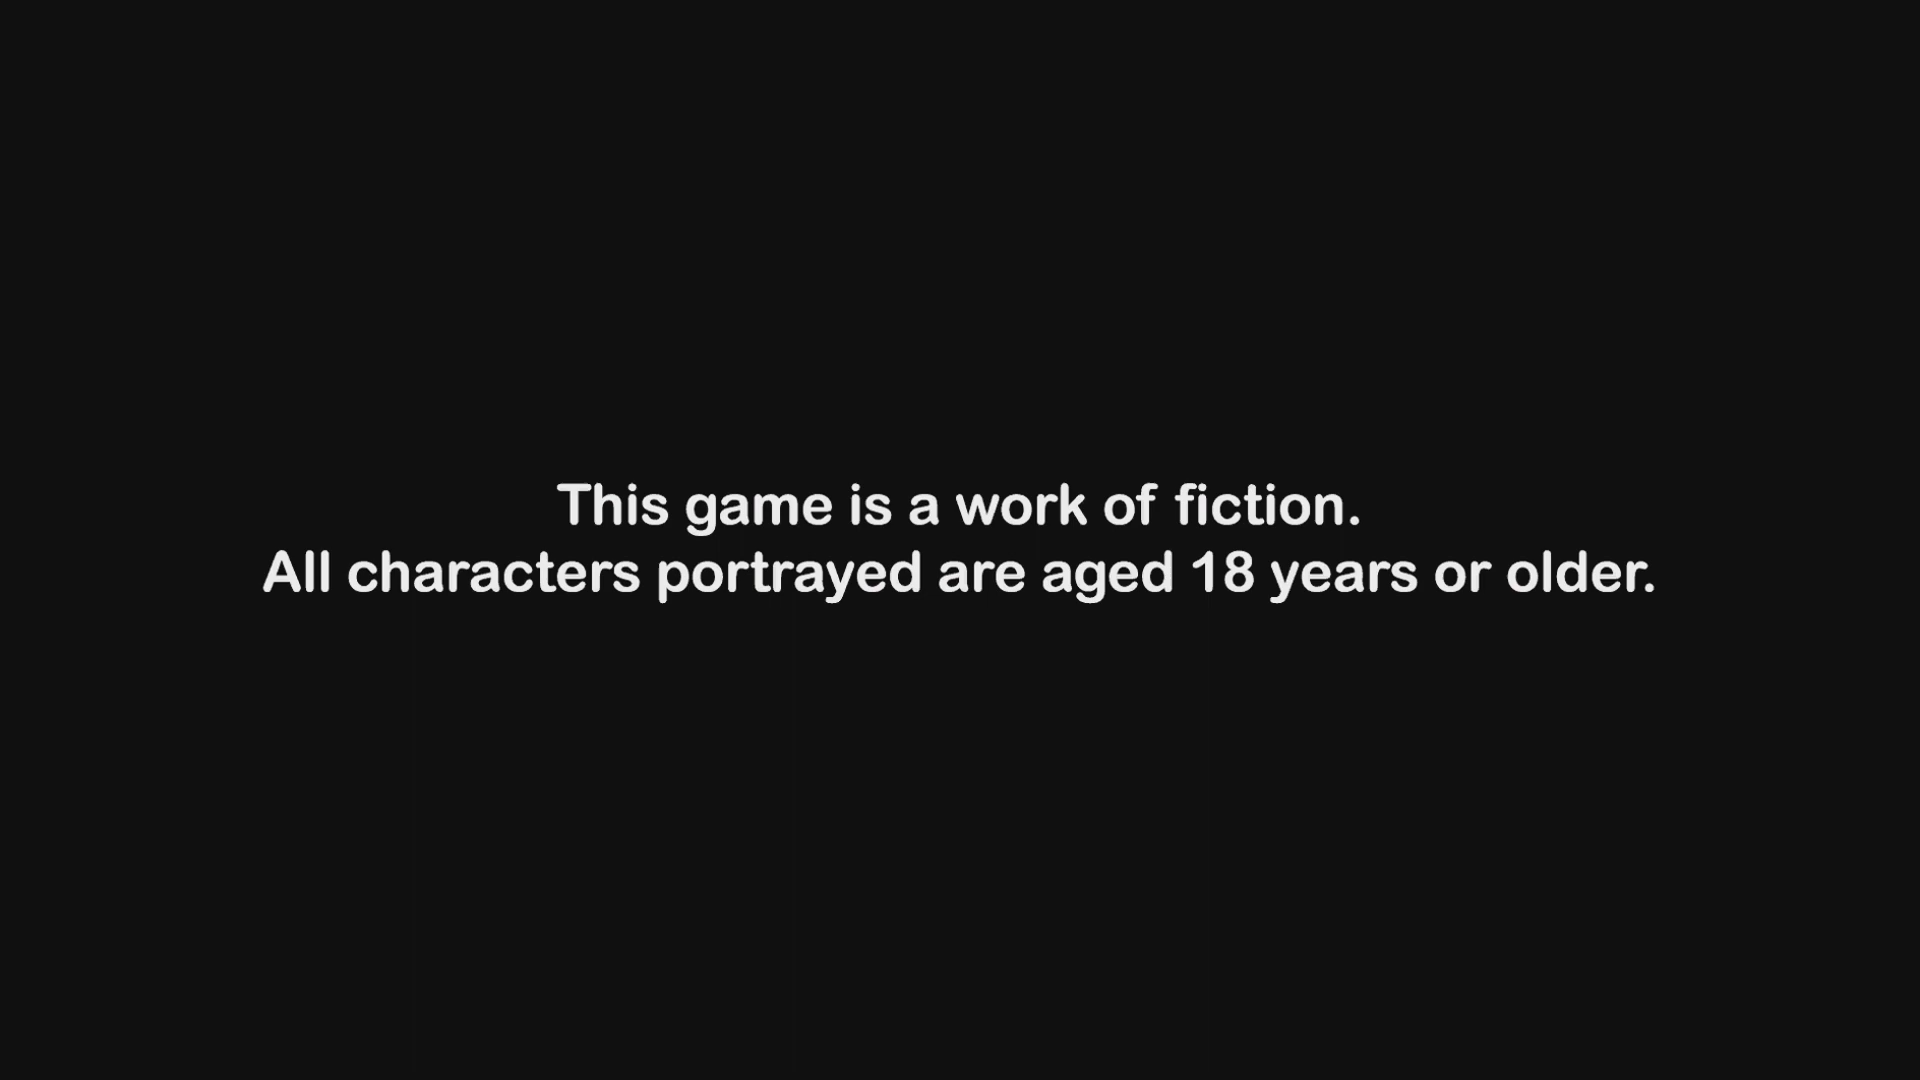 This game is a work of fiction.
All characters portrayed are aged 18 years or older.